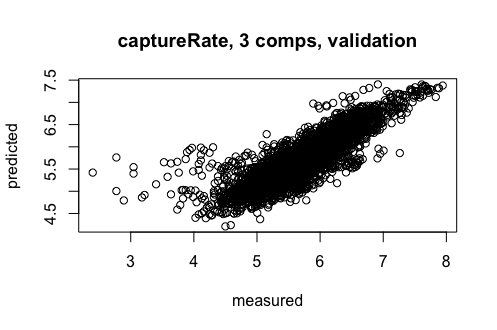 captureRate, 3 comps, validation
predicted
7.5
6.5
5.5
4.5
3 4 5 6 7 8
measured